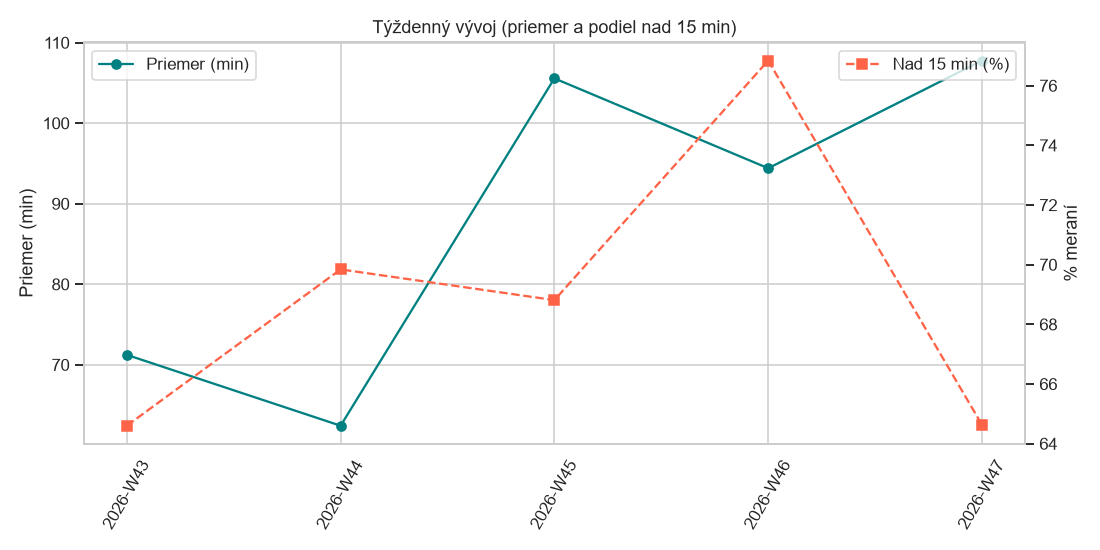 Týždenný vývoj (priemer a podiel nad 15 min)
Priemer (min)
Nad 15 min (%)
110
100
90
80
70
Priemer (min)
76
74
72
70
68
66
64
% meraní
2026-W43
2026-W44
2026-W45
2026-W46
2026-W47